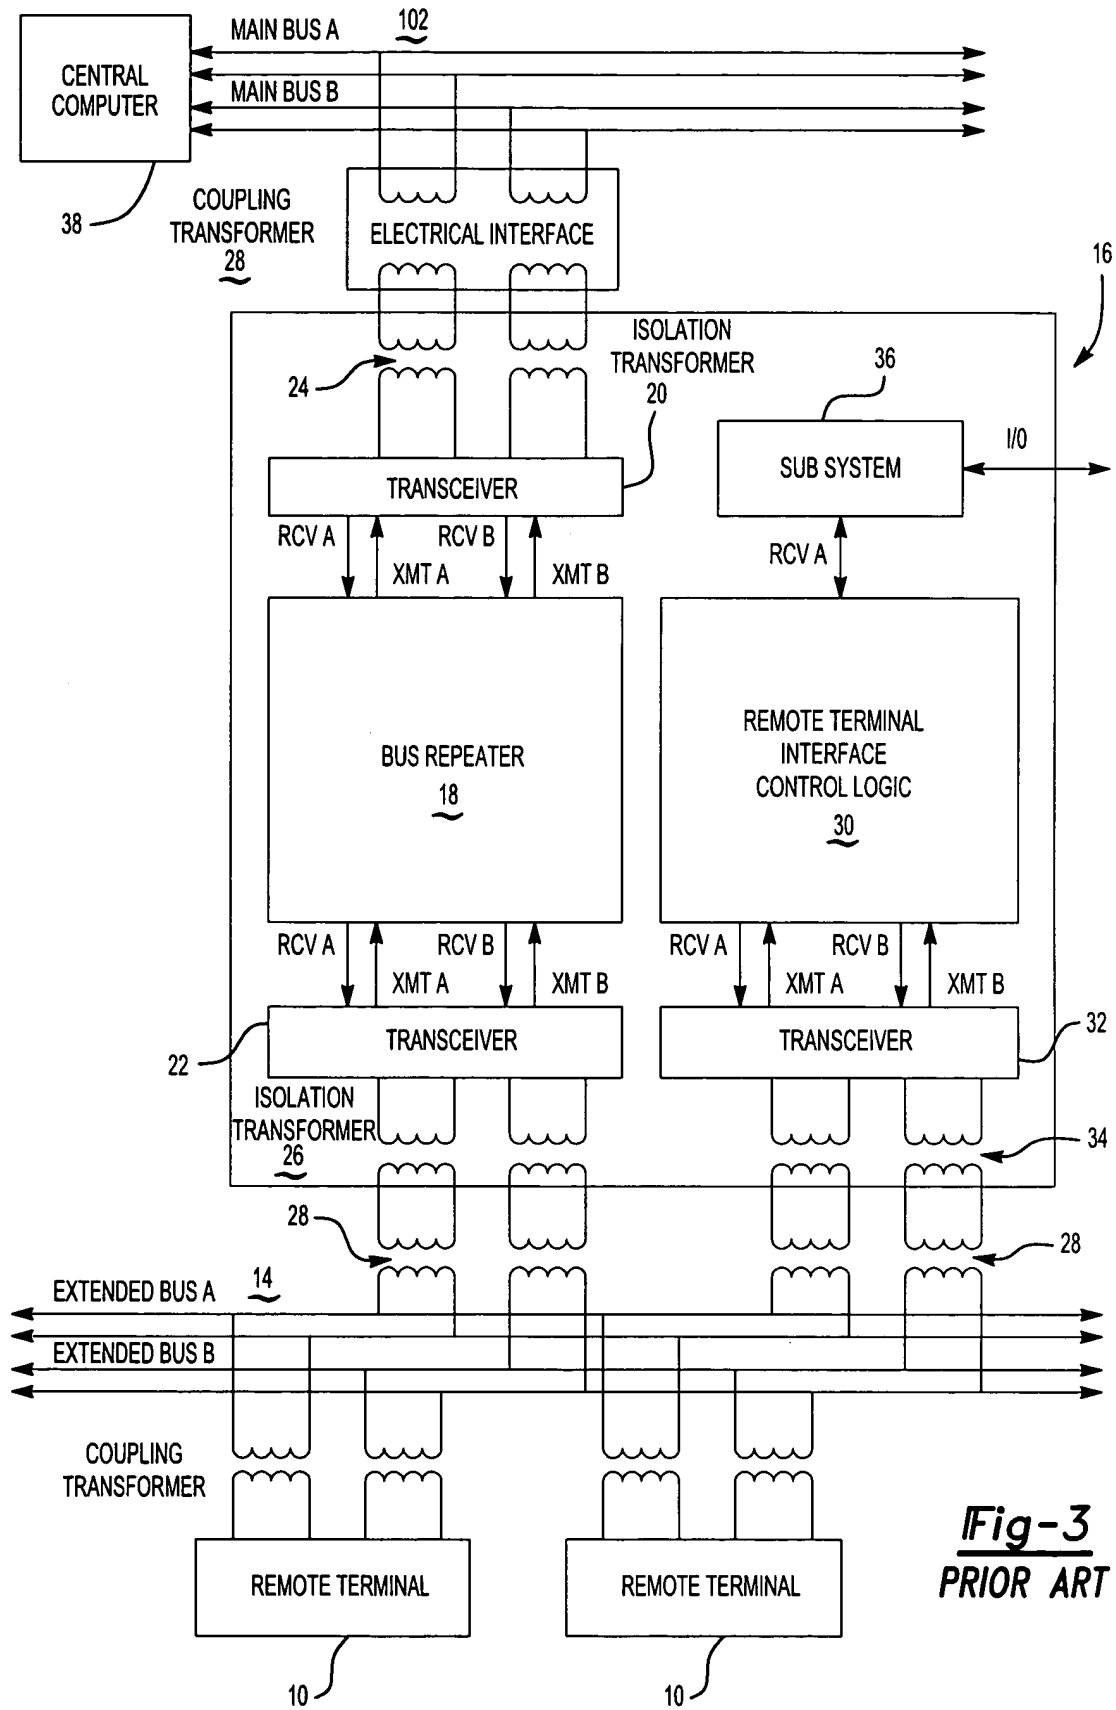 MAIN BUS A
102
CENTRAL
COMPUTER
MAIN BUS B
38
COUPLING
TRANSFORMER
28
ELECTRICAL INTERFACE
16
ISOLATION
TRANSFORMER
20
24
36
I/O
SUB SYSTEM
TRANSCEIVER
RCV A
XMT A
RCV B
XMT B
RCV A
BUS REPEATER
18
REMOTE TERMINAL
INTERFACE
CONTROL LOGIC
30
RCV A
XMT A
RCV B
XMT B
RCV A
XMT A
RCV B
XMT B
22
TRANSCEIVER
TRANSCEIVER
32
ISOLATION
TRANSFORMER
26
34
28
28
EXTENDED BUS A
14
EXTENDED BUS B
COUPLING
TRANSFORMER
REMOTE TERMINAL
REMOTE TERMINAL
10
10
Fig-3
PRIOR ART